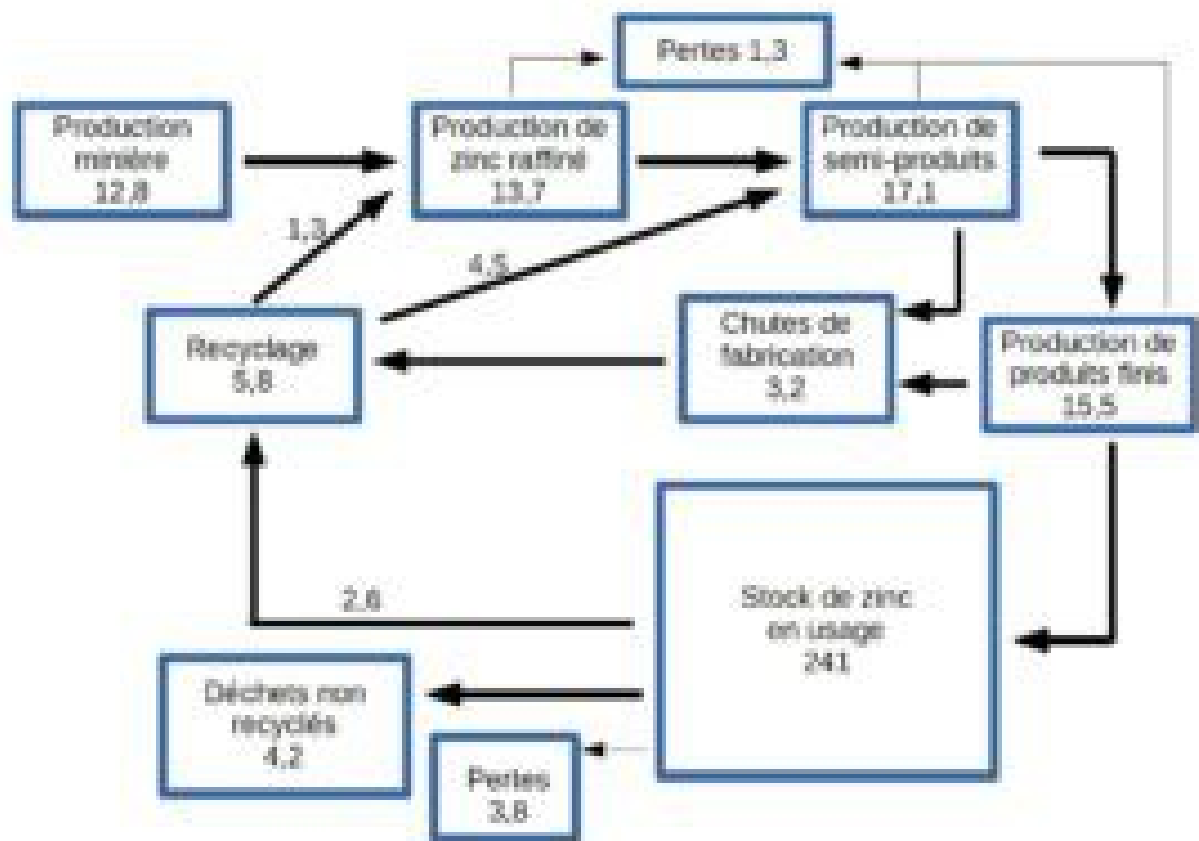 Pertes 1,3
Production
minière
12,8
Production de
zinc raffiné
13,7
Production de
semi-produits
17,1
1,3
4,5
Recyclage
5,8
Chutes de
fabrication
3,2
Production de
produits finis
15,5
2,6
Stock de zinc
en usage
241
Déchets non
recyclés
4,2
Pertes
3,8